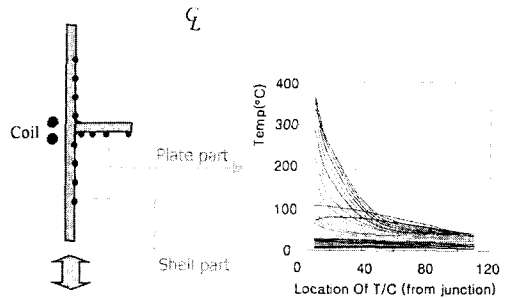 ℄
Coil
Plate part
Shell part
Temp(°C)
400
300
200
100
0
0 40 80 120
Location Of T/C (from junction)